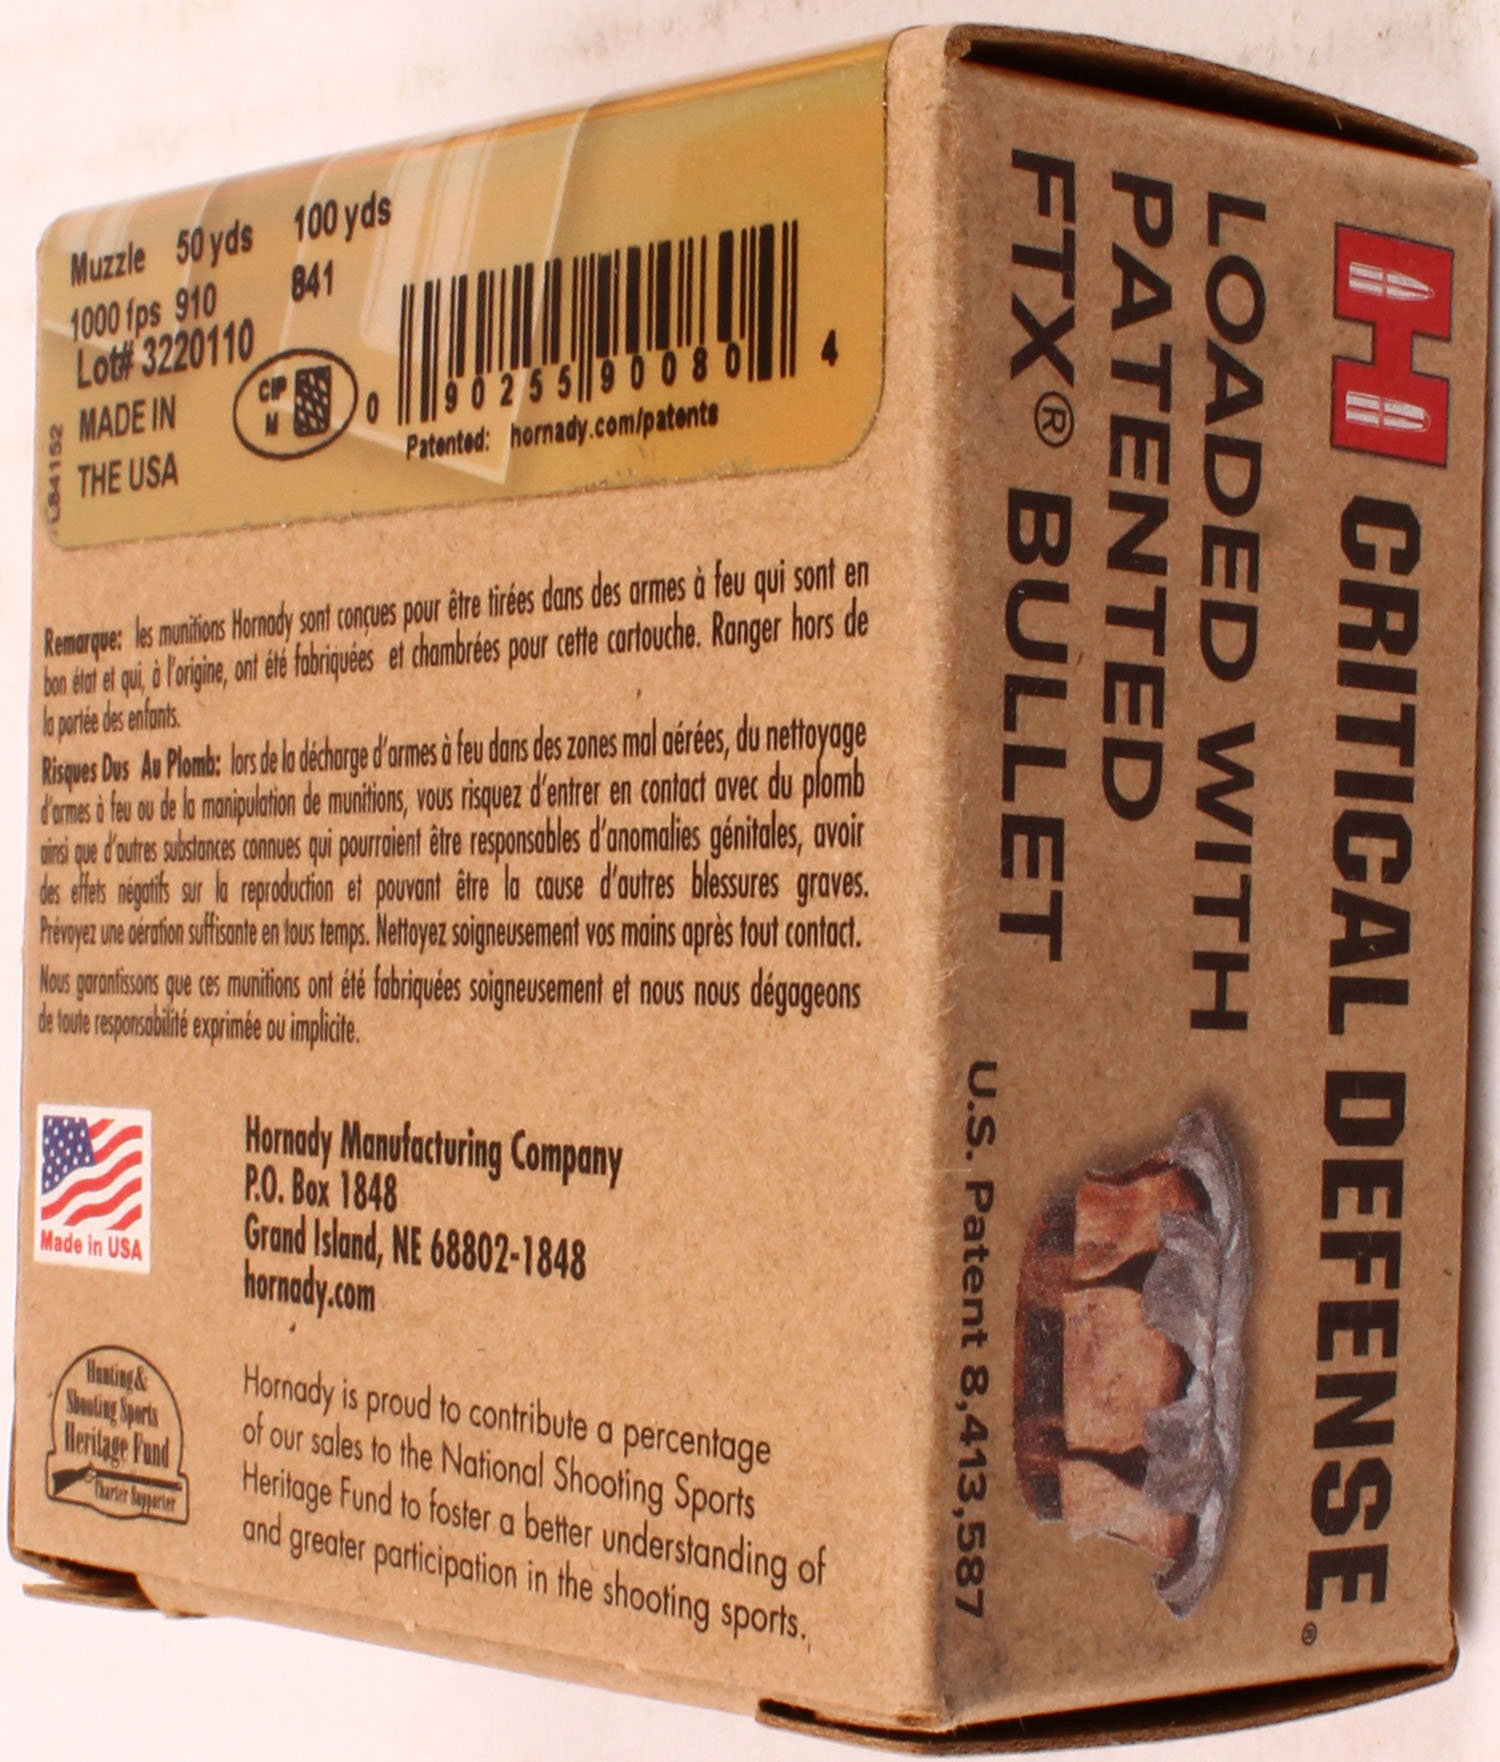 Muzzle 50 yds 100 yds
1000 fps 910 841
Lot# 3220110
MADE IN
THE USA
L84152
CIP
M
0 90255 90080 4
Patented: hornady.com/patents
Remarque: les munitions Hornady sont conçues pour être tirées dans des armes à feu qui sont en
bon état et qui, à l'origine, ont été fabriquées et chambrées pour cette cartouche. Ranger hors de
la portée des enfants.
Risques Dus Au Plomb: lors de la décharge d'armes à feu dans des zones mal aérées, du nettoyage
d'armes à feu ou de la manipulation de munitions, vous risquez d'entrer en contact avec du plomb
ainsi que d'autres substances connues qui pourraient être responsables d'anomalies génitales, avoir
des effets négatifs sur la reproduction et pouvant être la cause d'autres blessures graves.
Prévoyez une aération suffisante en tous temps. Nettoyez soigneusement vos mains après tout contact.
Nous garantissons que ces munitions ont été fabriquées soigneusement et nous nous dégageons
de toute responsabilité exprimée ou implicite.
Made in USA
Hornady Manufacturing Company
P.O. Box 1848
Grand Island, NE 68802-1848
hornady.com
Hunting &
Shooting Sports
Heritage Fund
Charter Supporter
Hornady is proud to contribute a percentage
of our sales to the National Shooting Sports
Heritage Fund to foster a better understanding of
and greater participation in the shooting sports.
H CRITICAL DEFENSE®
LOADED WITH
PATENTED
FTX® BULLET
U.S. Patent 8,413,587